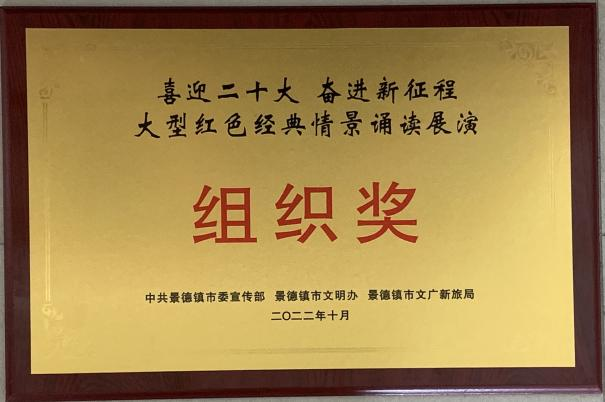 喜迎二十大 奋进新征程
大型红色经典情景诵读展演
组织奖
中共景德镇市委宣传部 景德镇市文明办 景德镇市文广新旅局
二〇二二年十月